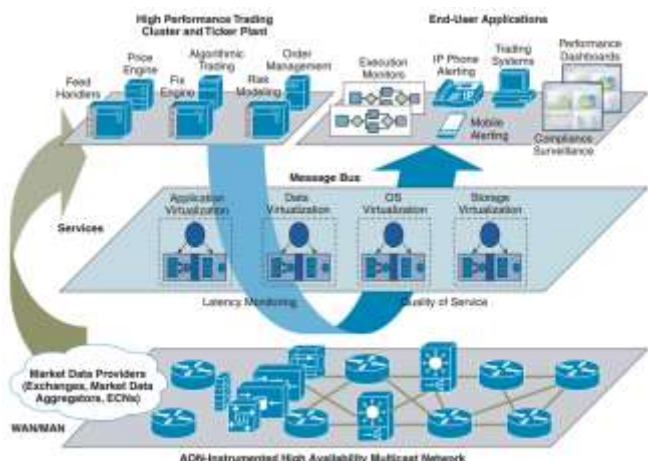 High Performance Trading
Cluster and Ticker Plant
End-User Applications
Feed
Handlers
Price
Engine
Fix
Engine
Algorithmic
Trading
Risk
Modeling
Order
Management
Execution
Monitors
IP Phone
Alerting
Mobile
Alerting
Trading
Systems
Performance
Dashboards
Compliance
Surveillance
IP
Message Bus
Services
Application
Virtualization
Data
Virtualization
OS
Virtualization
Storage
Virtualization
Latency Monitoring
Quality of Service
Market Data Providers
(Exchanges, Market Data
Aggregators, ECNs)
WAN/MAN
AON-Instrumented High Availability Multicast Network